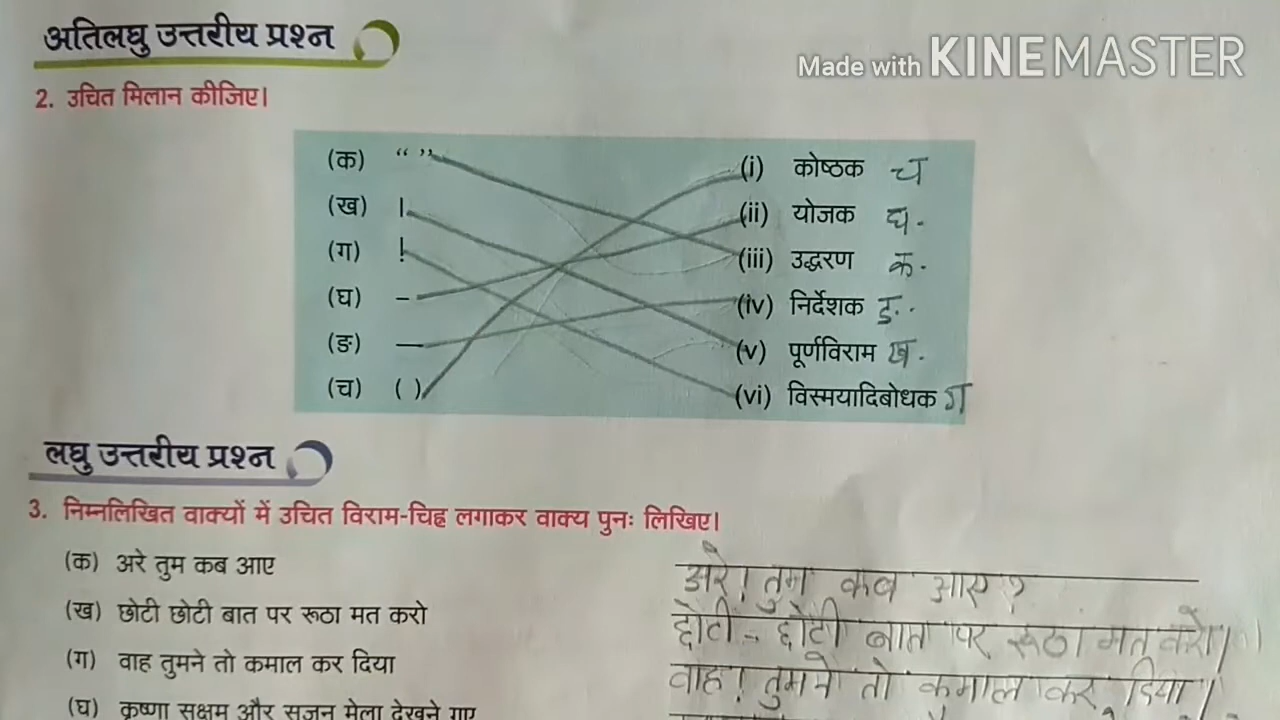 अतिलघु उत्तरीय प्रश्न
Made with KINEMASTER
2. उचित मिलान कीजिए।
(क) “ ” (i) कोष्ठक च
(ख) । (ii) योजक घ.
(ग) ! (iii) उद्धरण क.
(घ) - (iv) निर्देशक ङ.
(ङ) — (v) पूर्णविराम ख.
(च) ( ) (vi) विस्मयादिबोधक ग
लघु उत्तरीय प्रश्न
3. निम्नलिखित वाक्यों में उचित विराम-चिह्न लगाकर वाक्य पुनः लिखिए।
(क) अरे तुम कब आए अरे! तुम कब आए?
(ख) छोटी छोटी बात पर रूठा मत करो छोटी-छोटी बात पर रूठा मत करो।
(ग) वाह तुमने तो कमाल कर दिया वाह! तुमने तो कमाल कर दिया।
(घ) कृष्णा सक्षम और सृजन मेला देखने गए